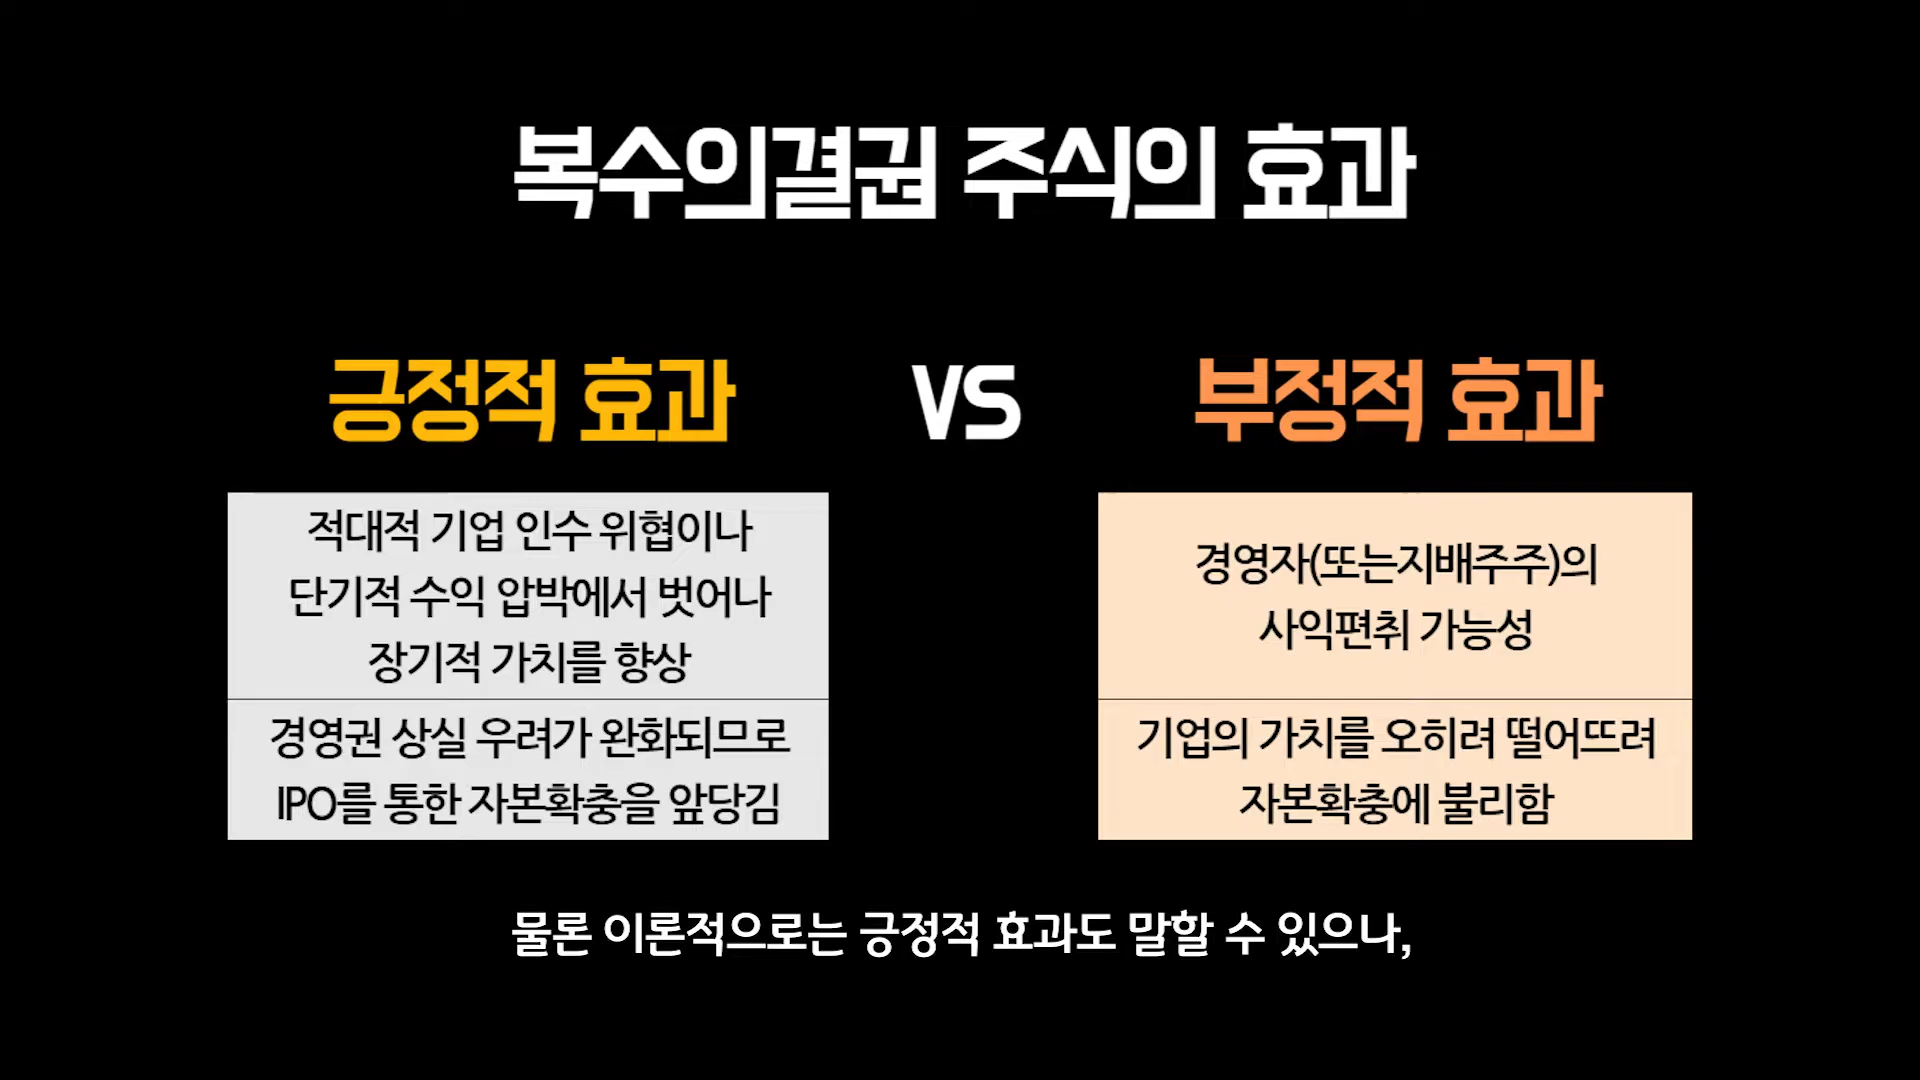 복수의결권 주식의 효과
긍정적 효과
VS
부정적 효과
적대적 기업 인수 위협이나
단기적 수익 압박에서 벗어나
장기적 가치를 향상
경영권 상실 우려가 완화되므로
IPO를 통한 자본확충을 앞당김
경영자(또는지배주주)의
사익편취 가능성
기업의 가치를 오히려 떨어뜨려
자본확충에 불리함
물론 이론적으로는 긍정적 효과도 말할 수 있으나,